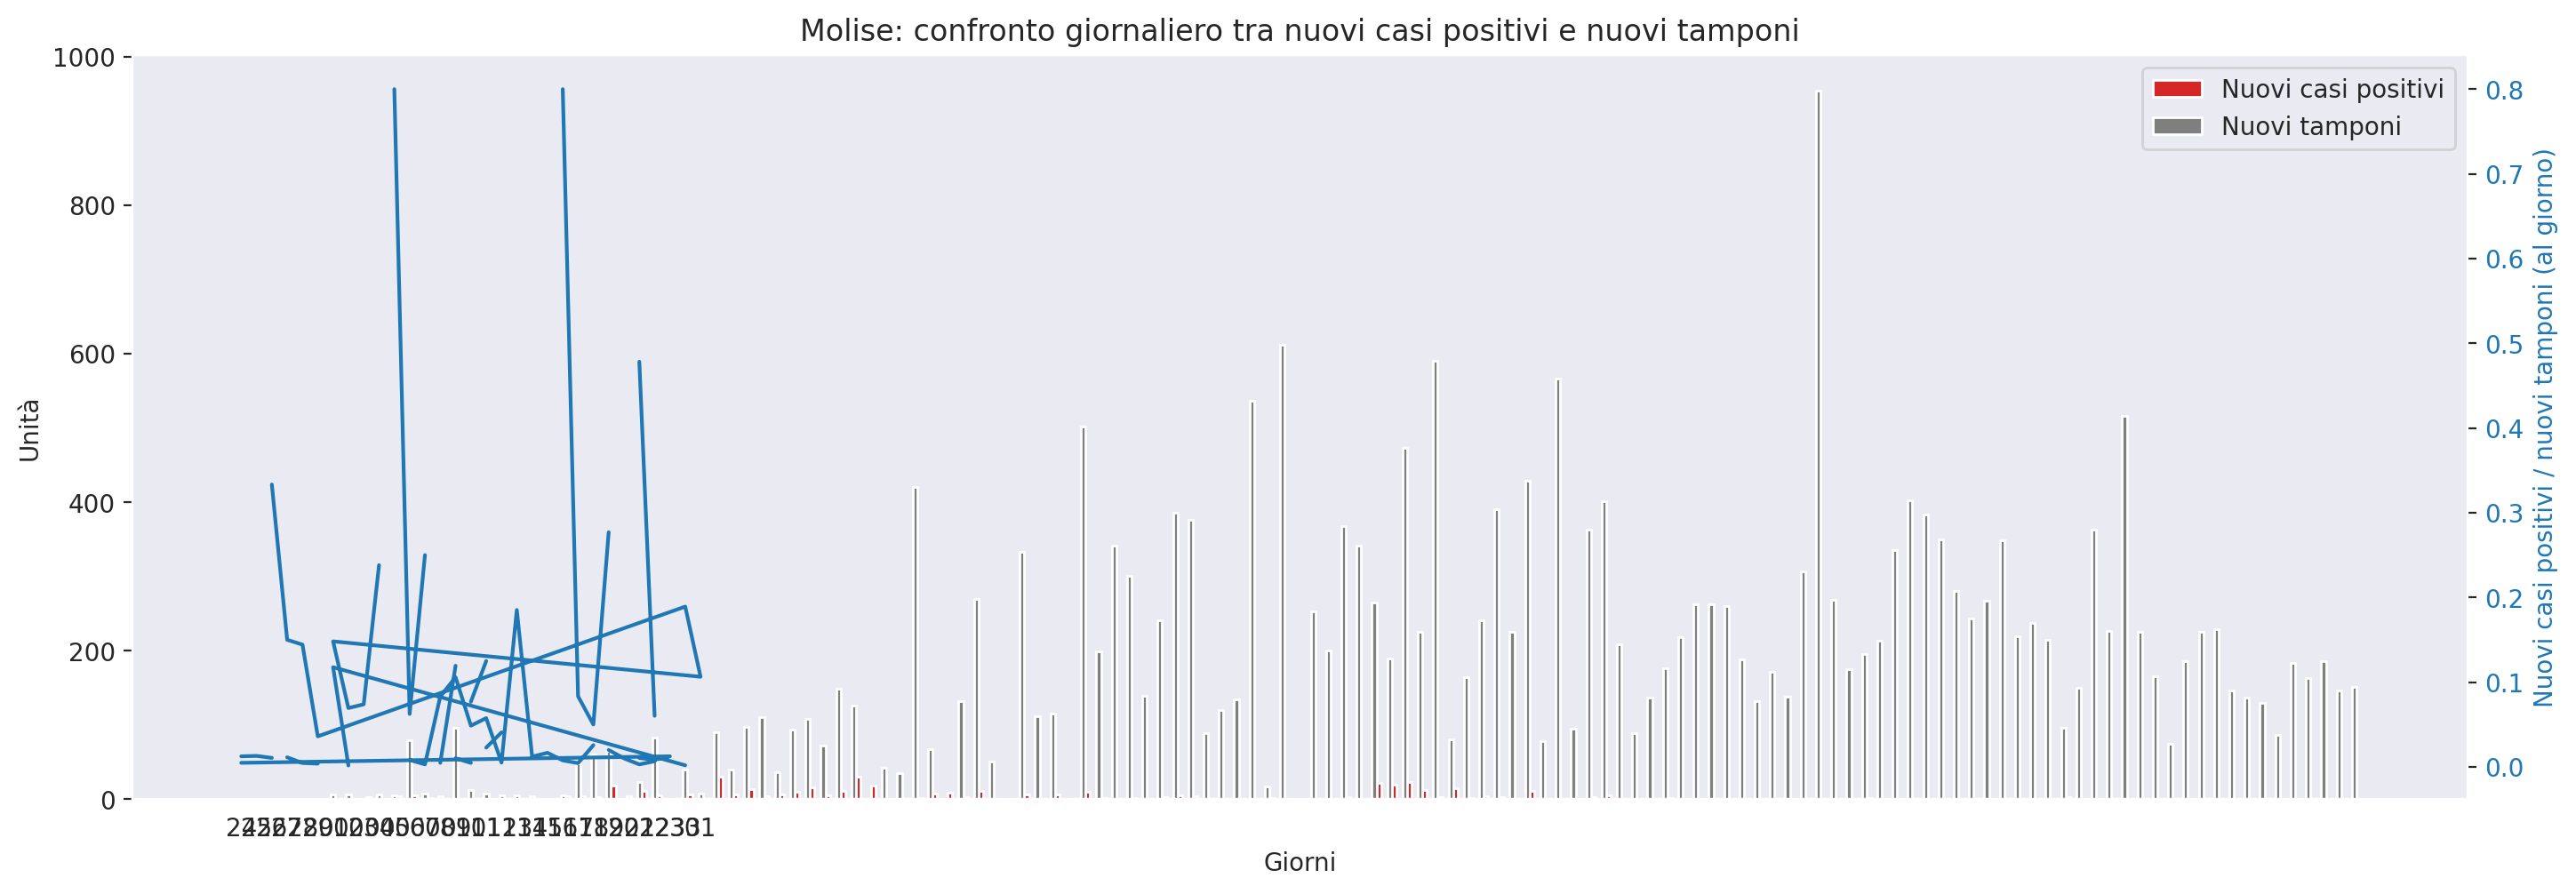 Molise: confronto giornaliero tra nuovi casi positivi e nuovi tamponi
1000
800
600
400
200
0
Unità
Nuovi casi positivi
Nuovi tamponi
0.8
0.7
0.6
0.5
0.4
0.3
0.2
0.1
0.0
Nuovi casi positivi / nuovi tamponi (al giorno)
Giorni